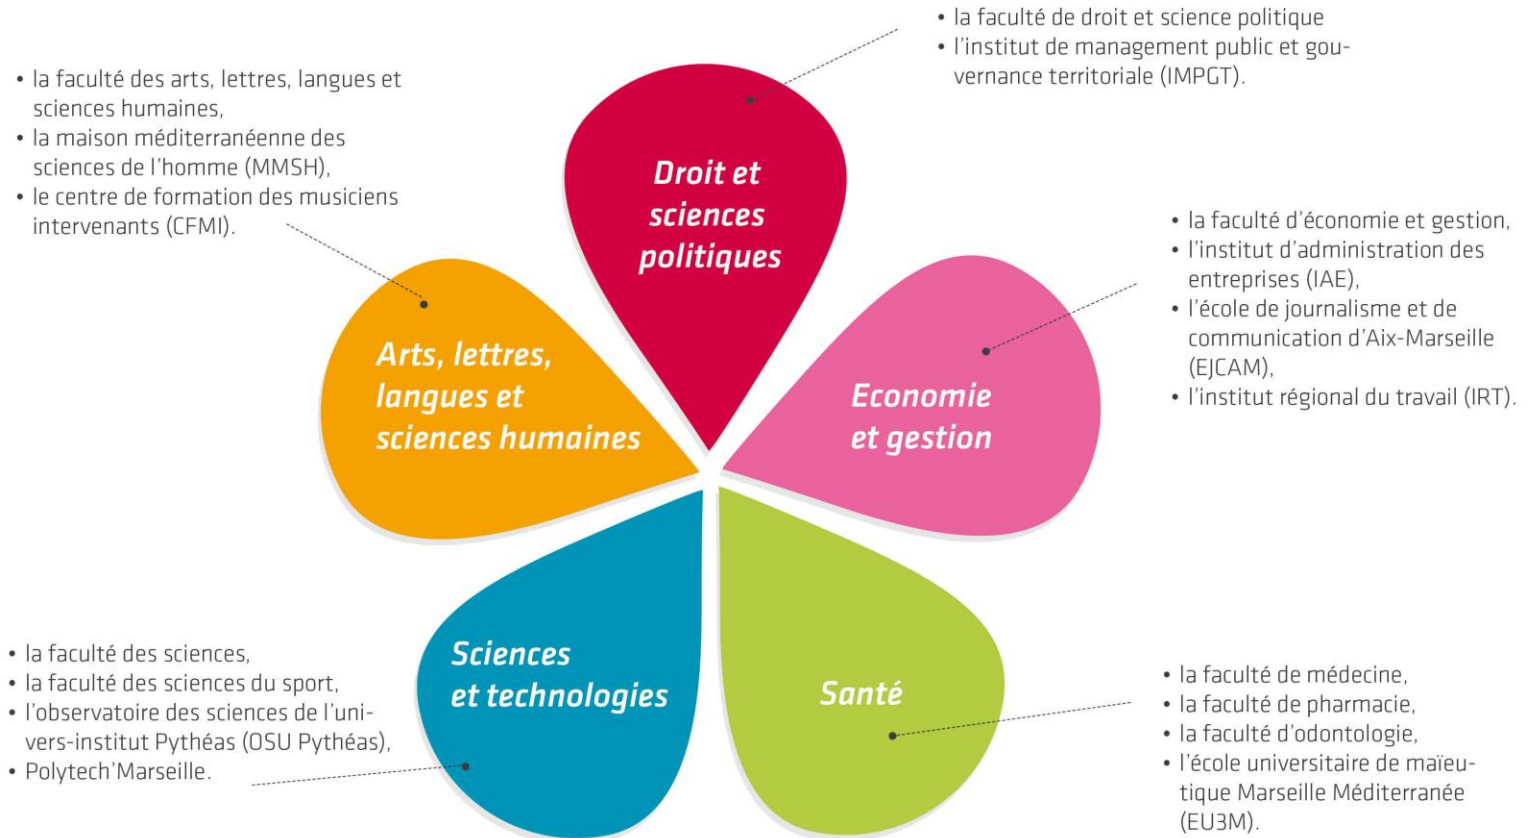 • la faculté de droit et science politique
• l'institut de management public et gou-
vernance territoriale (IMPGT).
• la faculté des arts, lettres, langues et
sciences humaines,
• la maison méditerranéenne des
sciences de l'homme (MMSH),
• le centre de formation des musiciens
intervenants (CFMI).
Droit et
sciences
politiques
• la faculté d'économie et gestion,
• l'institut d'administration des
entreprises (IAE),
• l'école de journalisme et de
communication d'Aix-Marseille
(EJCAM),
• l'institut régional du travail (IRT).
Arts, lettres,
langues et
sciences humaines
Economie
et gestion
Sciences
et technologies
Santé
• la faculté des sciences,
• la faculté des sciences du sport,
• l'observatoire des sciences de l'uni-
vers-institut Pythéas (OSU Pythéas),
• Polytech'Marseille.
• la faculté de médecine,
• la faculté de pharmacie,
• la faculté d'odontologie,
• l'école universitaire de maïeu-
tique Marseille Méditerranée
(EU3M).